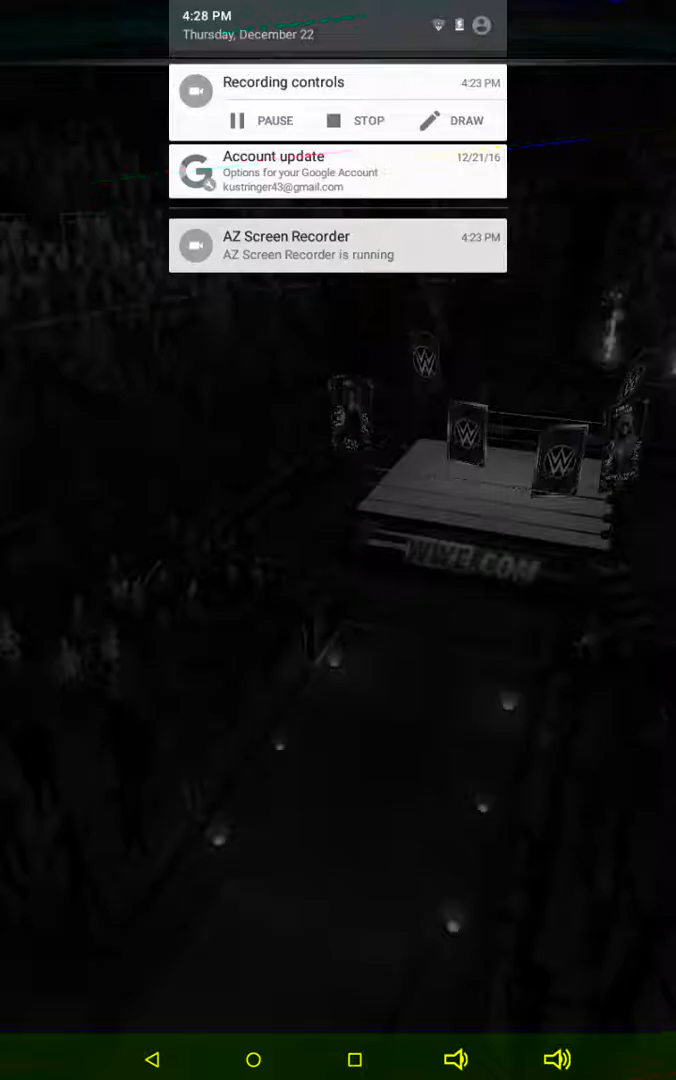 4:28 PM
Thursday, December 22
Recording controls 4:23 PM
PAUSE STOP DRAW
Account update 12/21/16
Options for your Google Account
kustringer43@gmail.com
AZ Screen Recorder 4:23 PM
AZ Screen Recorder is running
W
W
W
WWE.COM